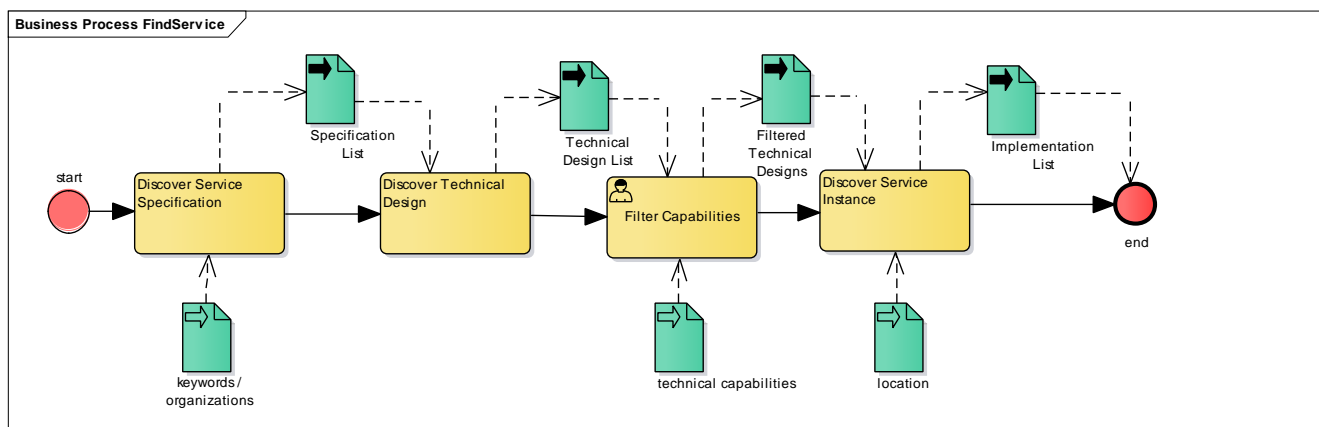 Business Process FindService
Specification
List
Technical
Design List
Filtered
Technical
Designs
Implementation
List
start
Discover Service
Specification
Discover Technical
Design
Filter Capabilities
Discover Service
Instance
end
keywords/
organizations
technical capabilities
location